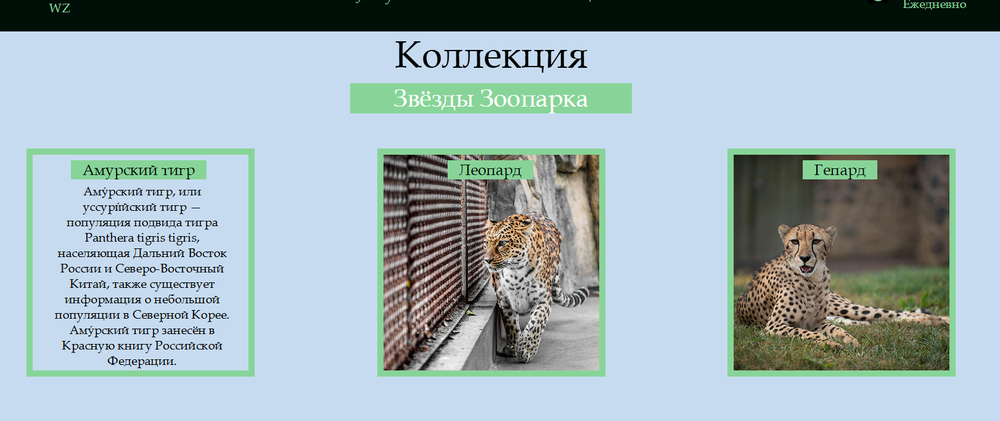 WZ
Ежедневно
Коллекция
Звёзды Зоопарка
Амурский тигр
Аму́рский тигр, или
уссури́йский тигр —
популяция подвида тигра
Panthera tigris tigris,
населяющая Дальний Восток
России и Северо-Восточный
Китай, также существует
информация о небольшой
популяции в Северной Корее.
Аму́рский тигр занесён в
Красную книгу Российской
Федерации.
Леопард
Гепард